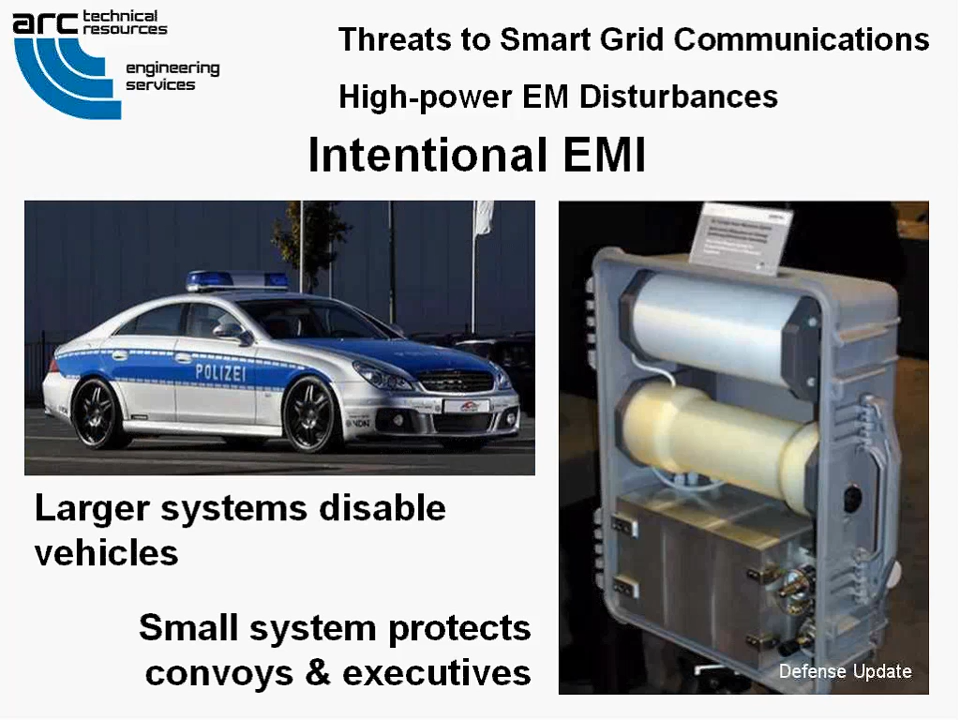 arc technical
resources
engineering
services
Threats to Smart Grid Communications
High-power EM Disturbances
Intentional EMI
POLIZEI
Larger systems disable
vehicles
Small system protects
convoys & executives
Defense Update